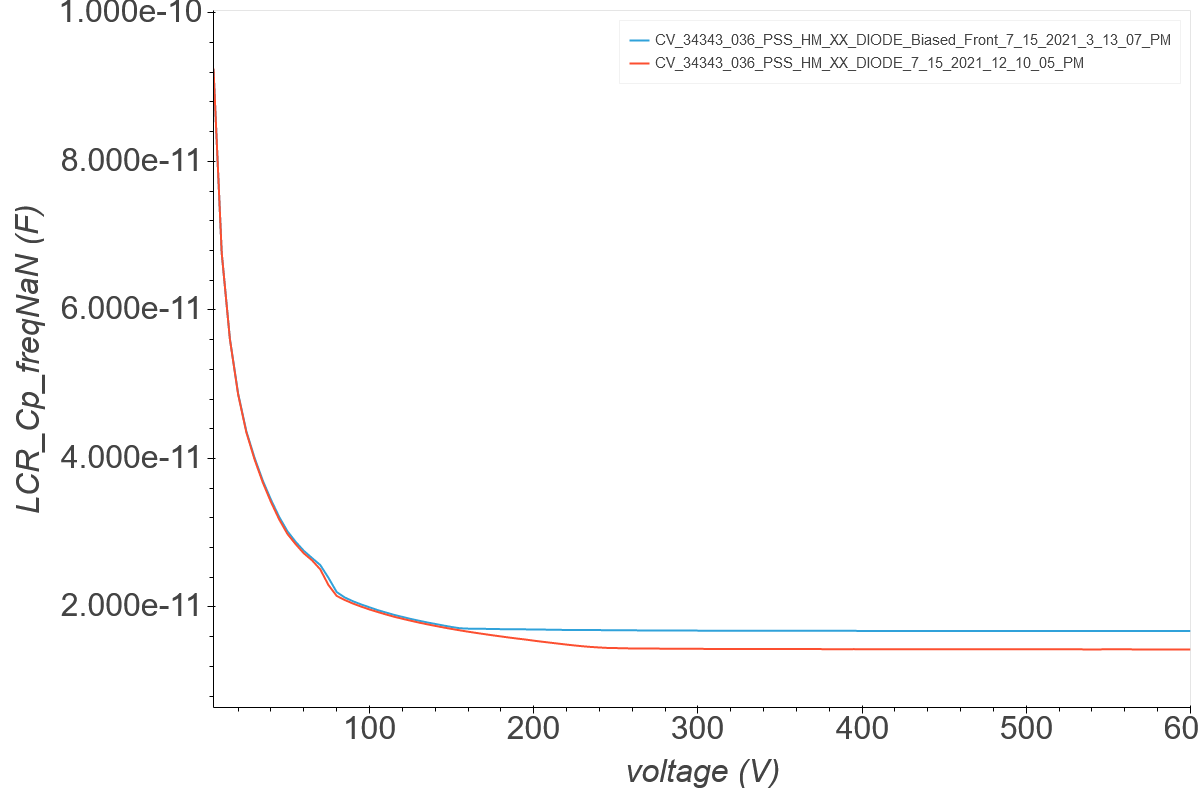 1.000e-10
8.000e-11
6.000e-11
4.000e-11
2.000e-11
LCR_Cp_freqNaN (F)
CV_34343_036_PSS_HM_XX_DIODE_Biased_Front_7_15_2021_3_13_07_PM
CV_34343_036_PSS_HM_XX_DIODE_7_15_2021_12_10_05_PM
100 200 300 400 500 60
voltage (V)